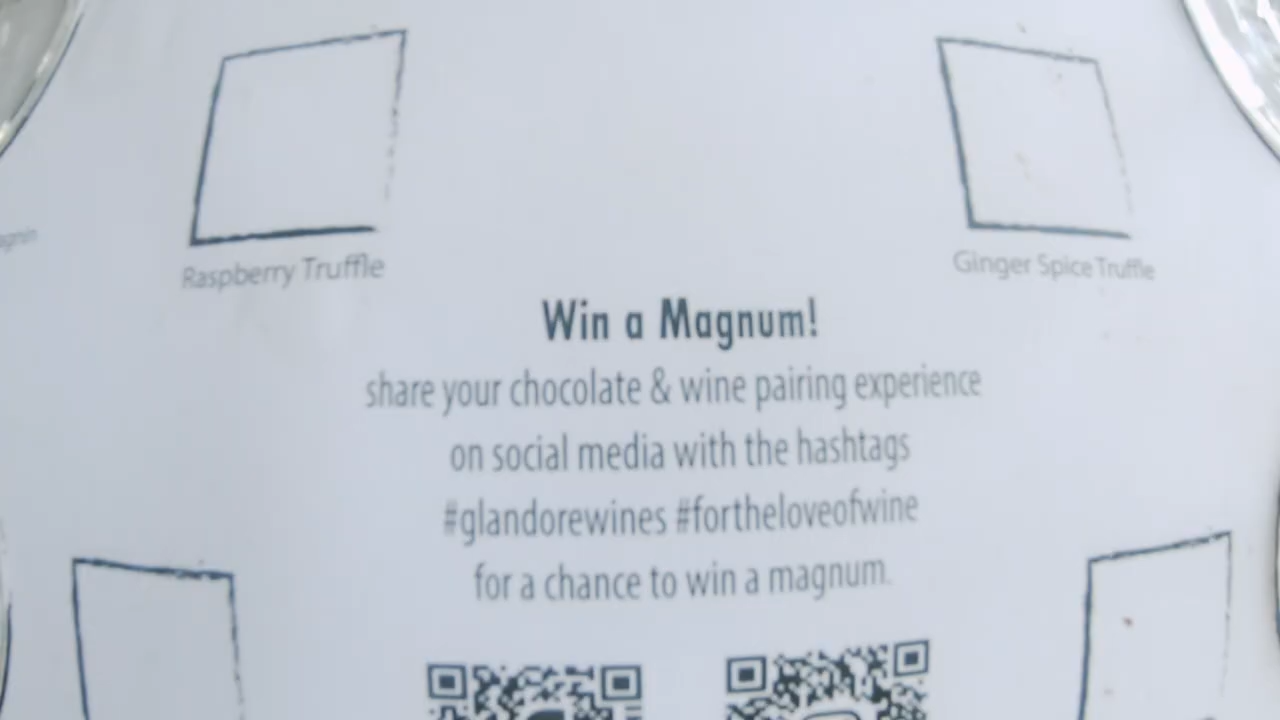 Raspberry Truffle
Ginger Spice Truffle
Win a Magnum!
share your chocolate & wine pairing experience
on social media with the hashtags
#glandorewines #fortheloveofwine
for a chance to win a magnum.